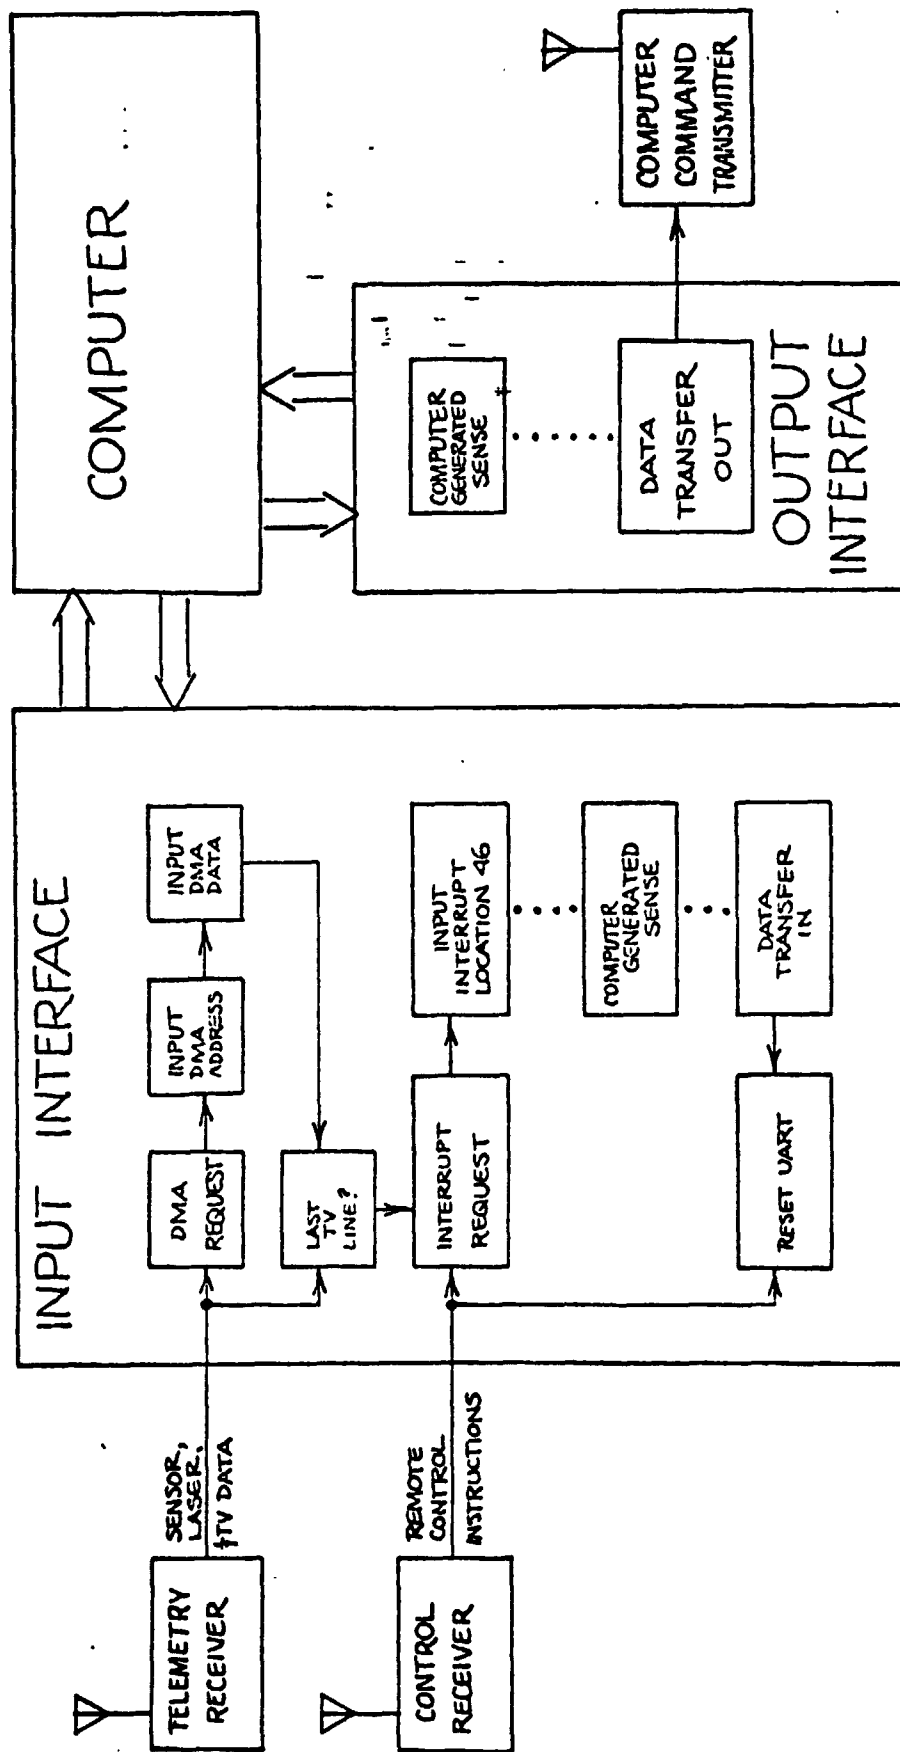 TELEMETRY
RECEIVER
SENSOR,
LASER,
TV DATA
CONTROL
RECEIVER
REMOTE
CONTROL
INSTRUCTIONS
INPUT INTERFACE
DMA
REQUEST
INPUT
DMA
ADDRESS
INPUT
DMA
DATA
LAST
TV
LINE?
INTERRUPT
REQUEST
INPUT
INTERRUPT
LOCATION 46
COMPUTER
GENERATED
SENSE
RESET UART
DATA
TRANSFER
IN
COMPUTER
COMPUTER
GENERATED
SENSE
DATA
TRANSFER
OUT
OUTPUT
INTERFACE
COMPUTER
COMMAND
TRANSMITTER